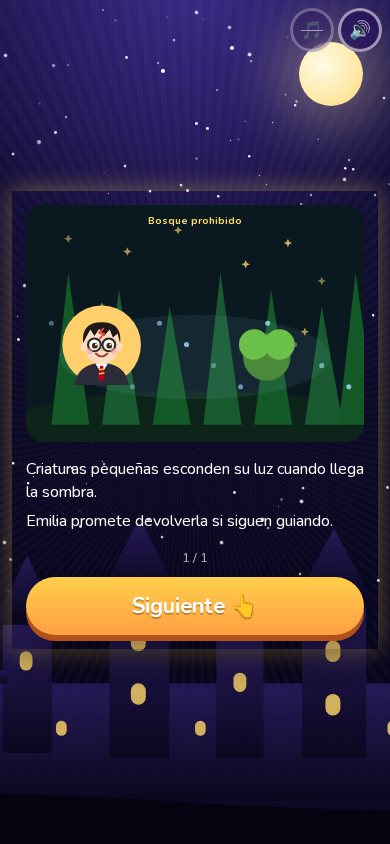 Bosque prohibido
Criaturas pequeñas esconden su luz cuando llega
la sombra.
Emilia promete devolverla si siguen guiando.
1 / 1
Siguiente 👆